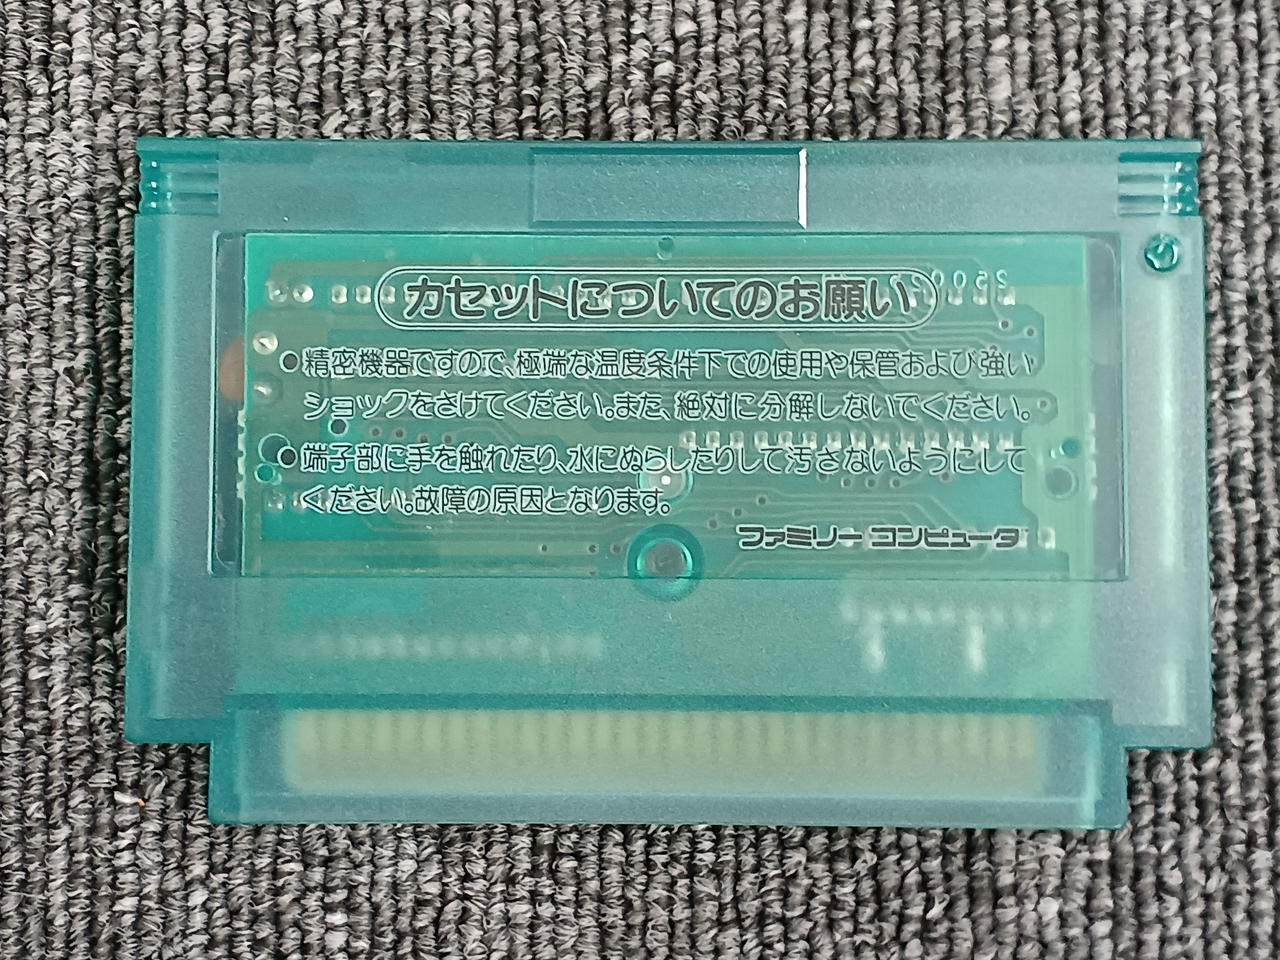 カセットについてのお願い
●精密機器ですので、極端な温度条件下での使用や保管および強い
ショックをさけてください。また、絶対に分解しないでください。
●端子部に手を触れたり、水にぬらしたりして汚さないようにして
ください。故障の原因となります。
ファミリーコンピュータ